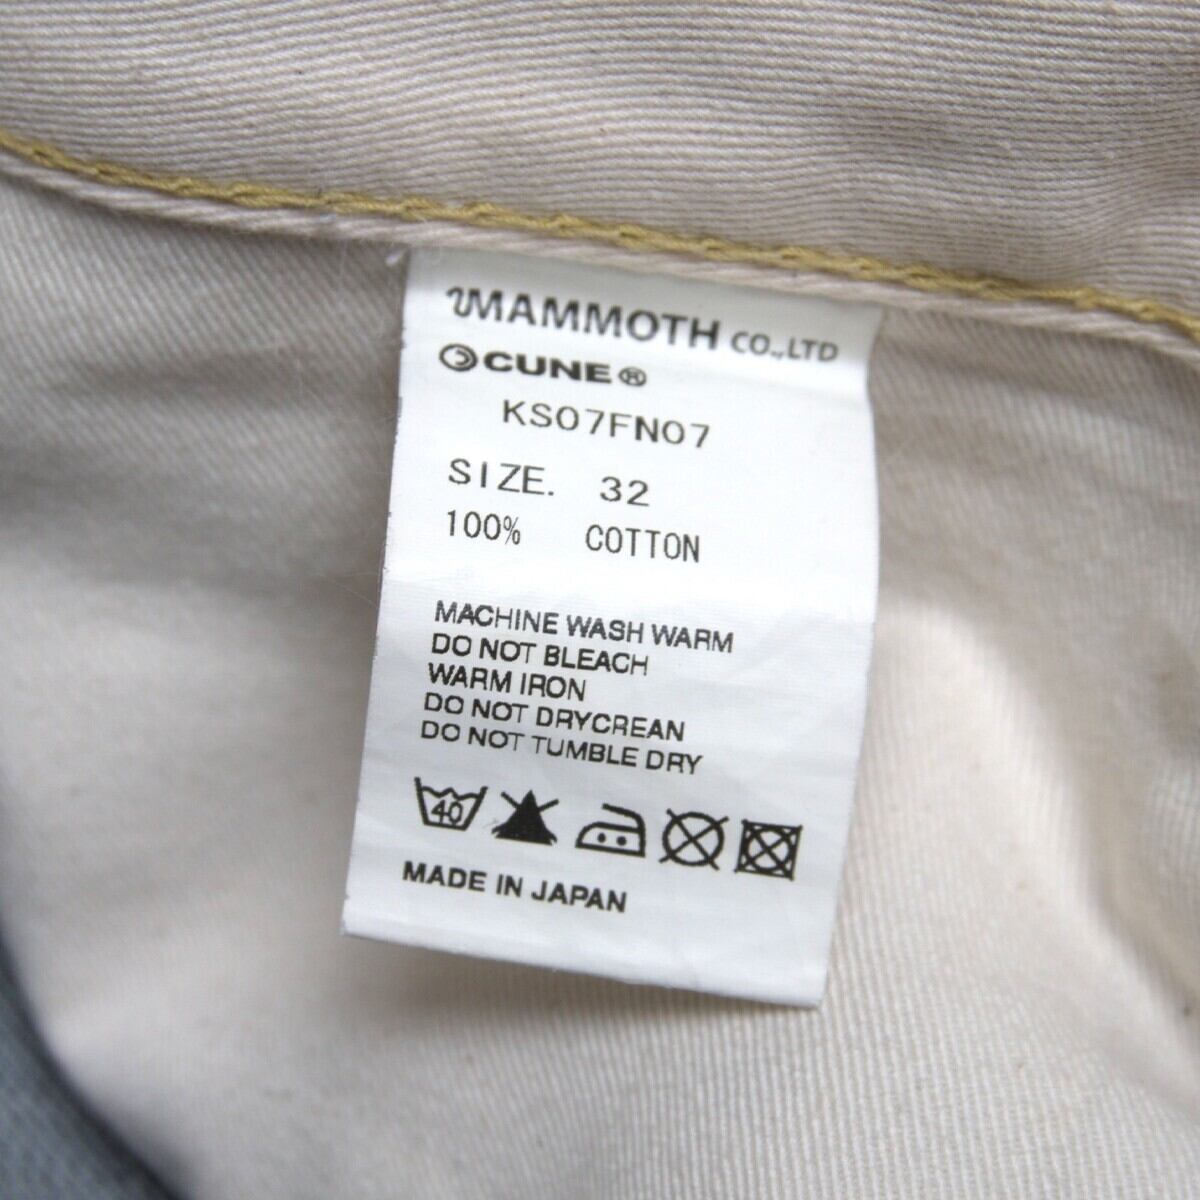 MAMMOTH CO.,LTD
CUNE®
KS07FN07
SIZE. 32
100% COTTON
MACHINE WASH WARM
DO NOT BLEACH
WARM IRON
DO NOT DRYCREAN
DO NOT TUMBLE DRY
40
MADE IN JAPAN